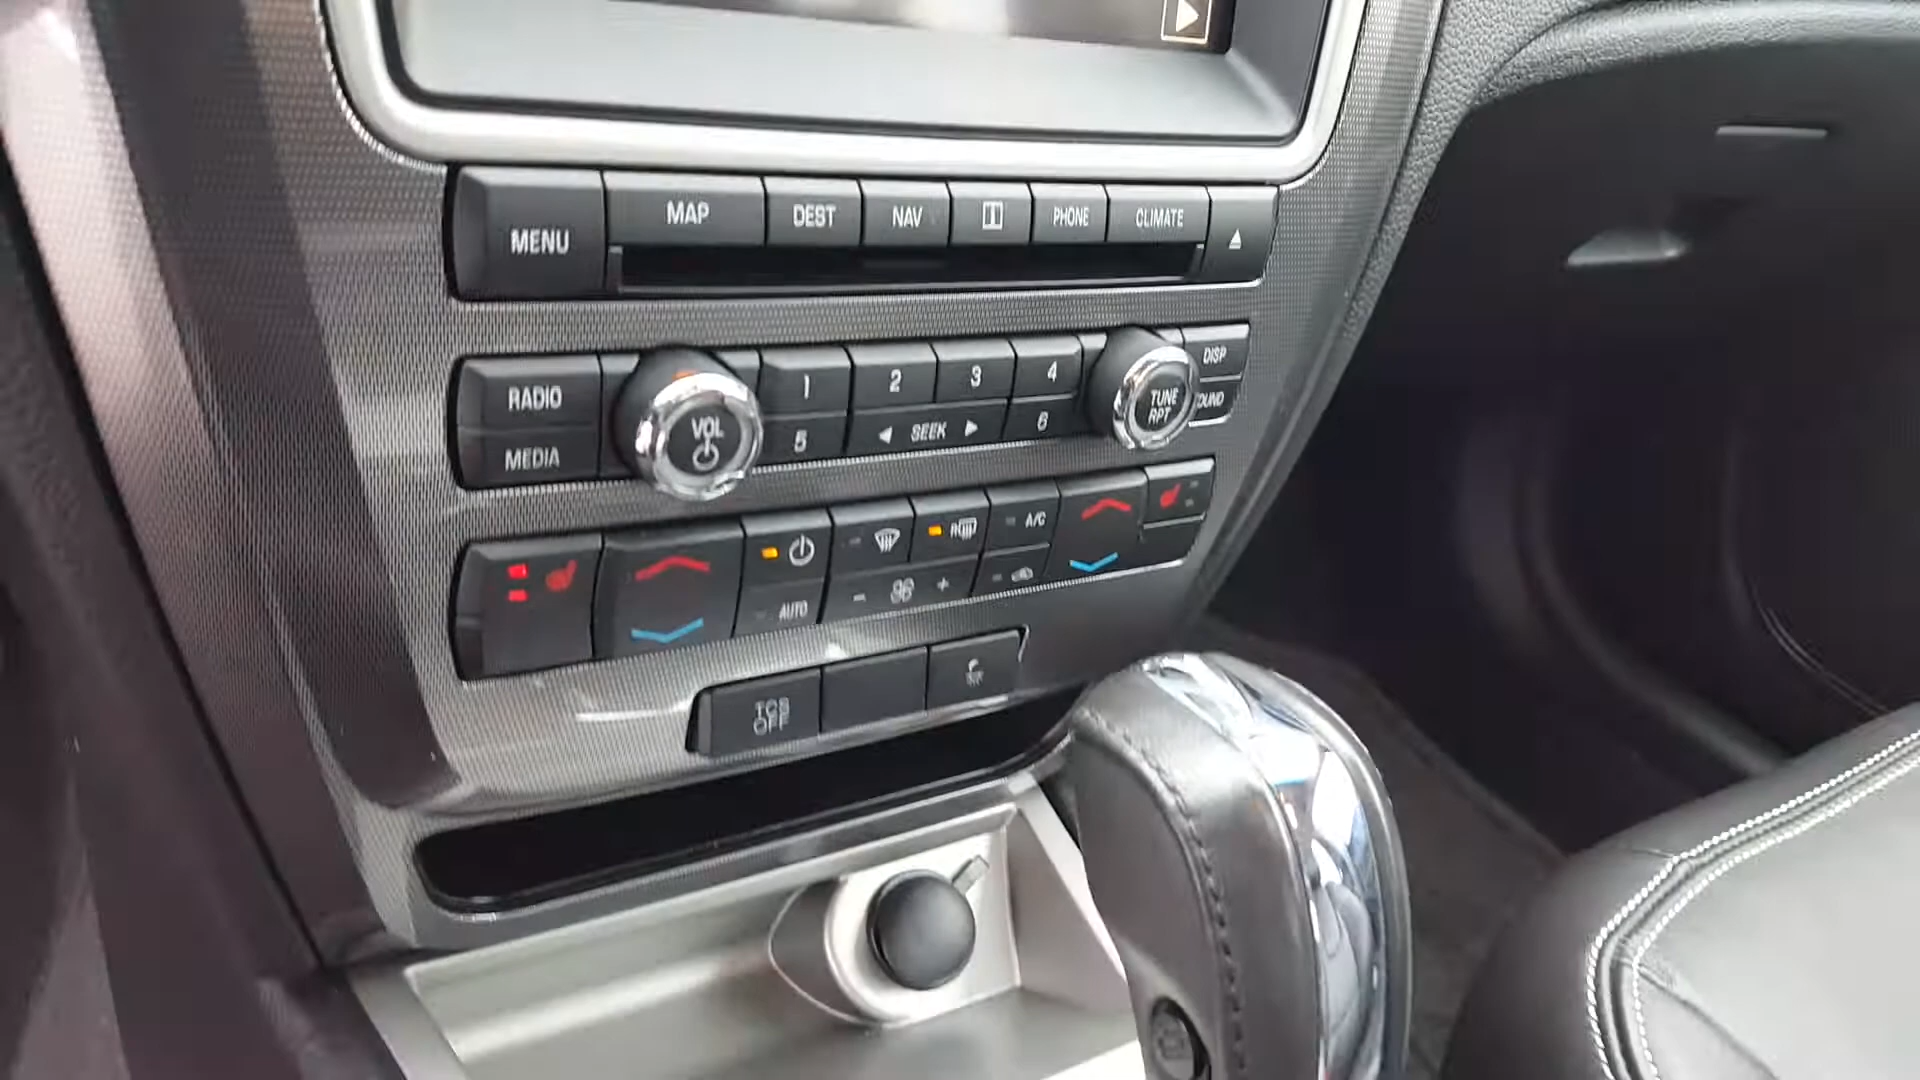 MENU
MAP
DEST
NAV
PHONE
CLIMATE
RADIO
MEDIA
VOL
1
2
3
4
5
SEEK
6
TUNE
RPT
DISP
OUND
A/C
AUTO
- +
TCS
OFF